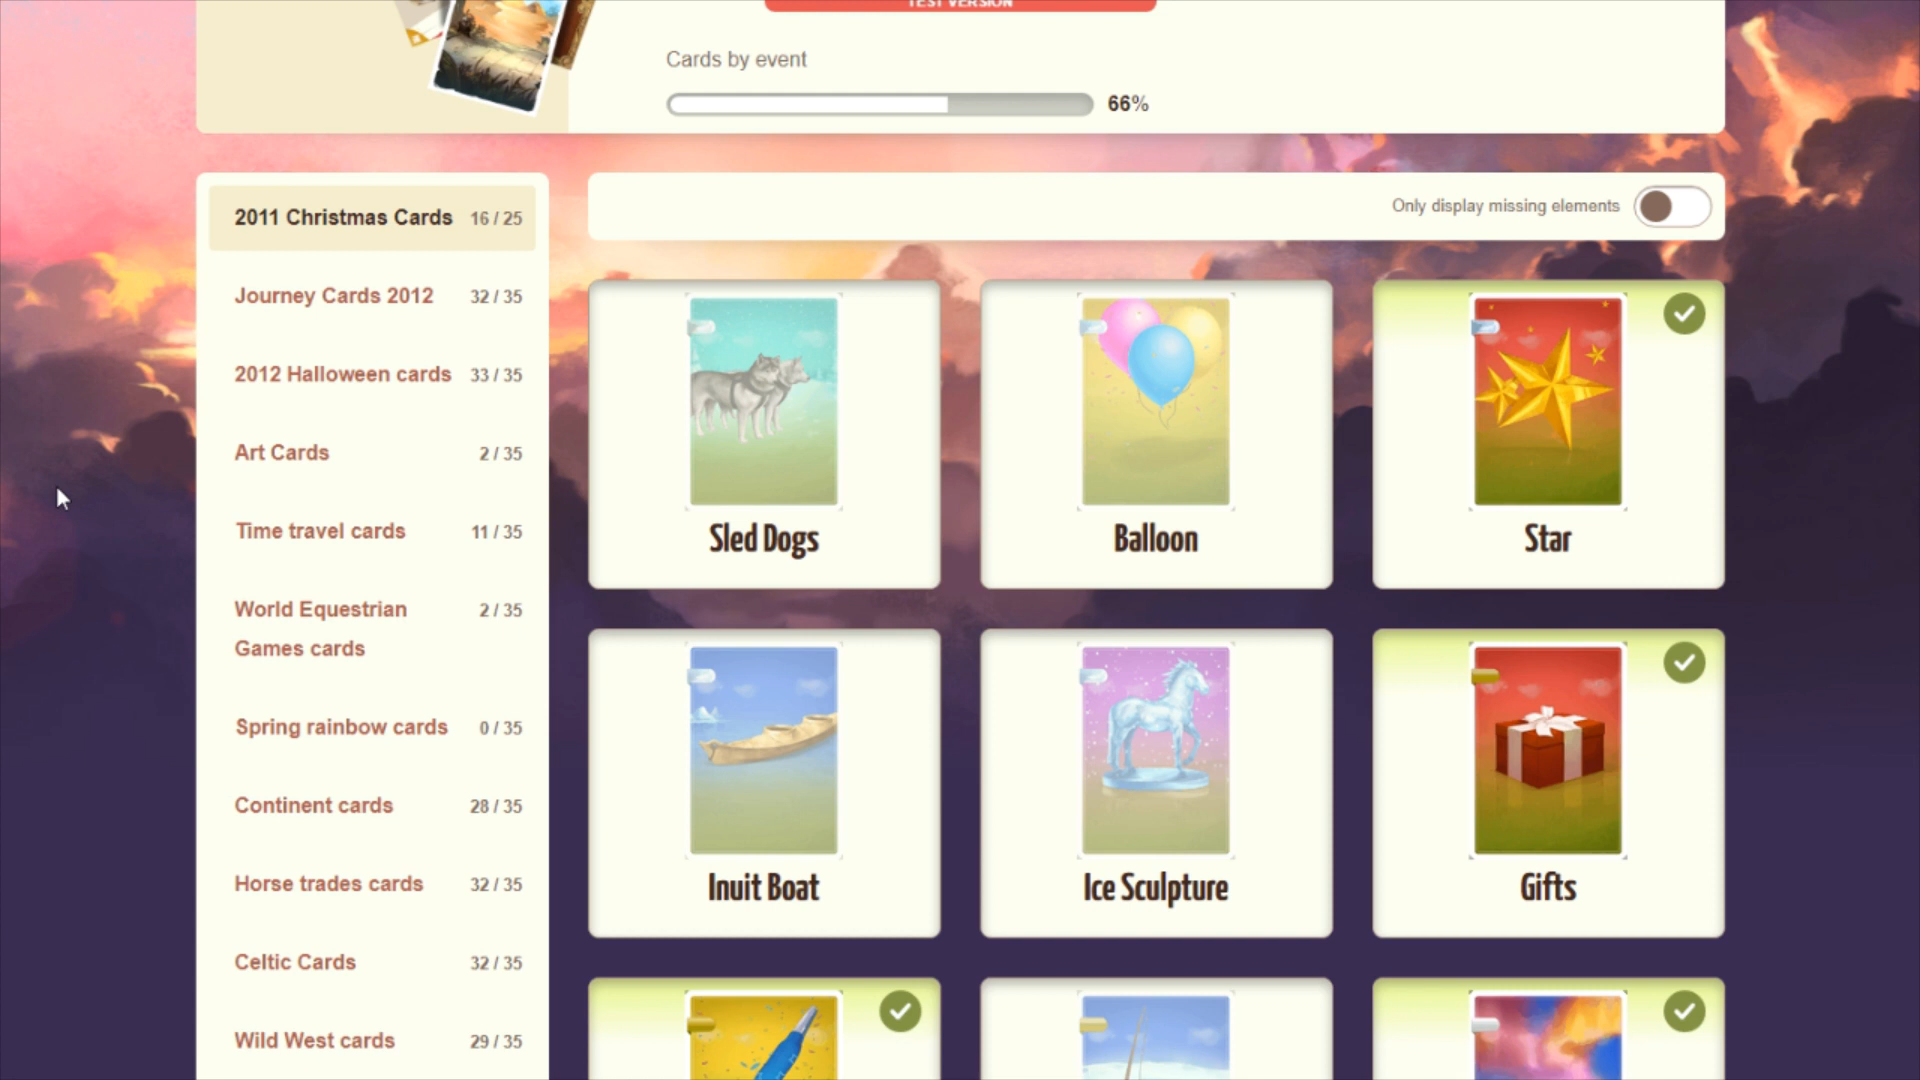 TEST VERSION
Cards by event
66%
Only display missing elements
2011 Christmas Cards 16 / 25
Journey Cards 2012 32 / 35
2012 Halloween cards 33 / 35
Art Cards 2 / 35
Time travel cards 11 / 35
World Equestrian 2 / 35
Games cards
Spring rainbow cards 0 / 35
Continent cards 28 / 35
Horse trades cards 32 / 35
Celtic Cards 32 / 35
Wild West cards 29 / 35
Sled Dogs
Balloon
Star
Inuit Boat
Ice Sculpture
Gifts